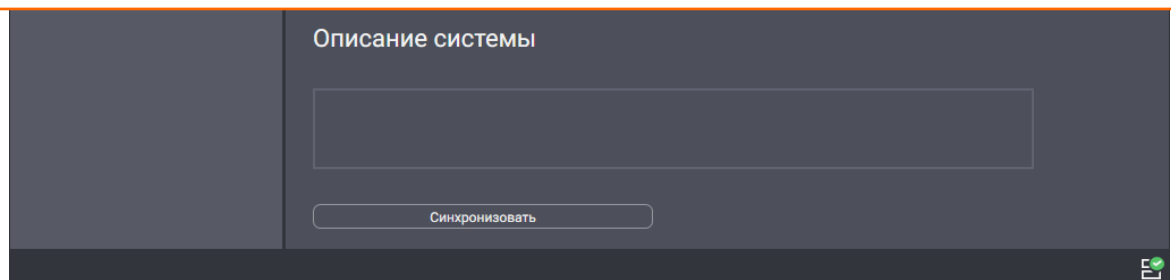 Описание системы
Синхронизовать